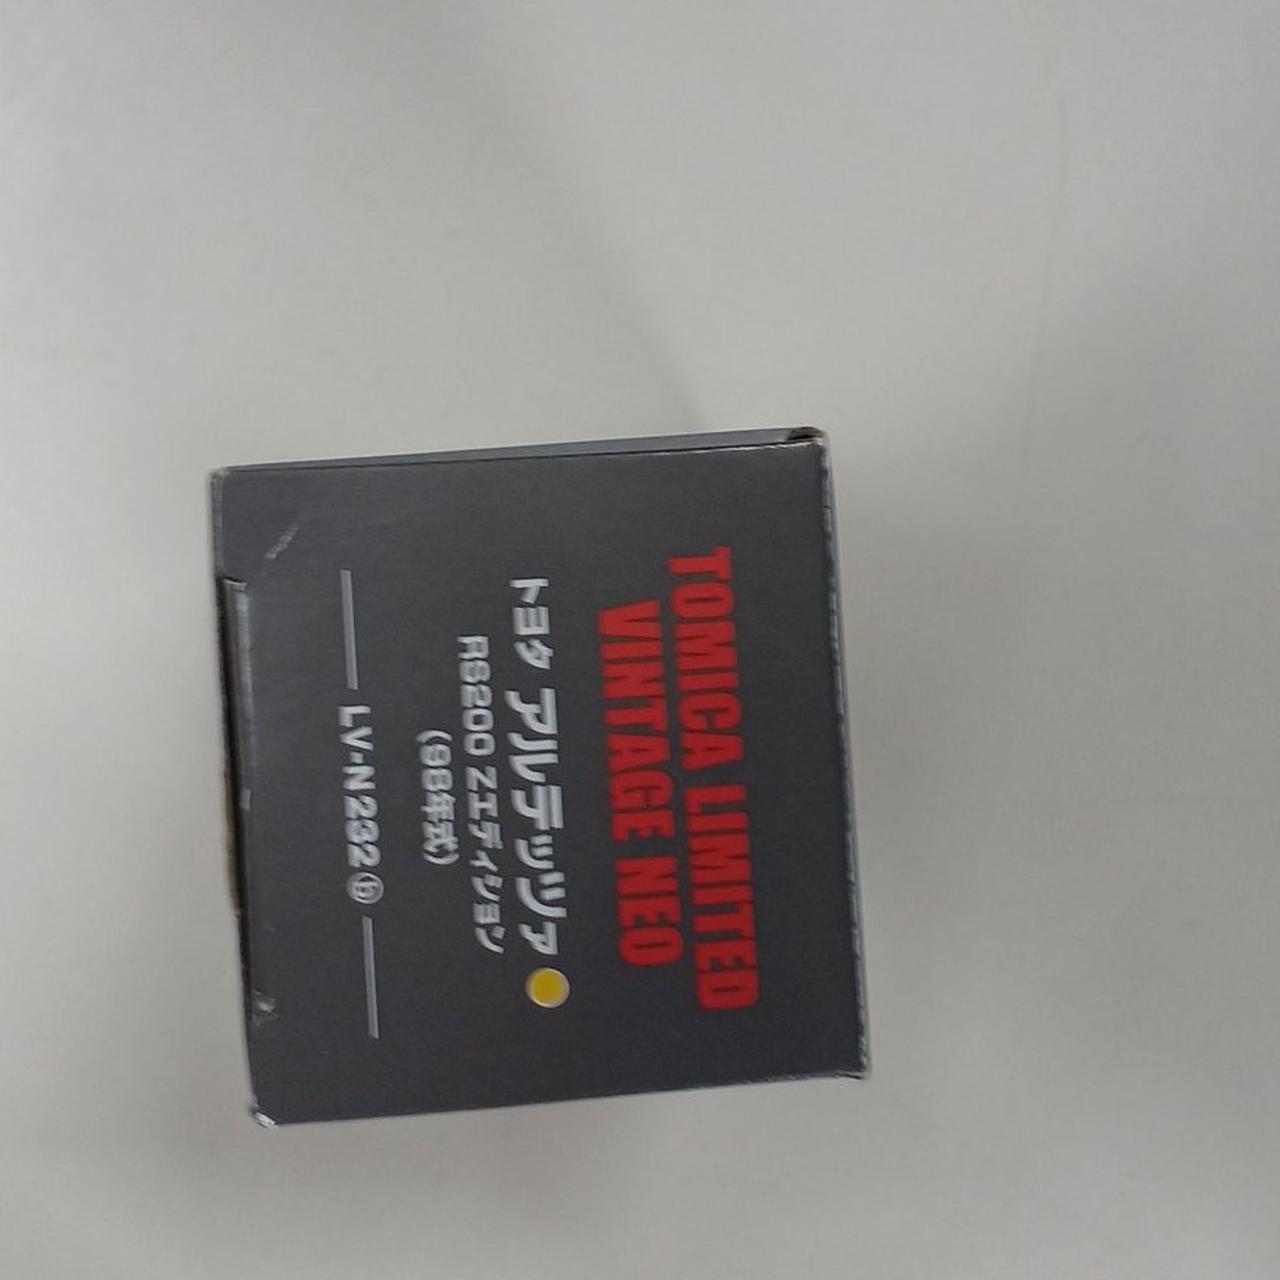 TOMICA LIMITED
VINTAGE NEO
トヨタ アルテッツァ
RS200 Zエディション
(98年式)
LV-N232ⓑ